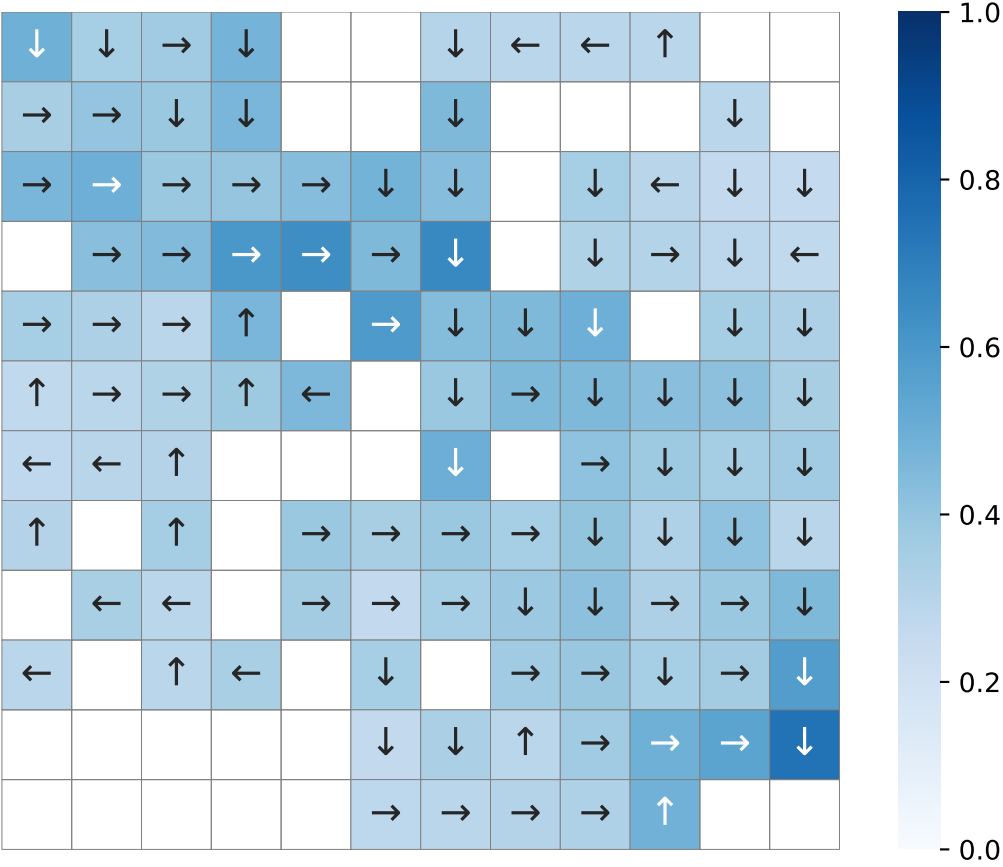 ↓ ↓ → ↓ ↓ ← ← ↑ 1.0
→ → ↓ ↓ ↓ ↓
→ → → → → ↓ ↓ ↓ ← ↓ ↓ 0.8
→ → → → → ↓ ↓ → ↓ ←
→ → → ↑ → ↓ ↓ ↓ ↓ ↓ 0.6
↑ → → ↑ ← ↓ → ↓ ↓ ↓ ↓
← ← ↑ ↓ → ↓ ↓ ↓
↑ ↑ → → → → ↓ ↓ ↓ ↓ 0.4
← ← → → → ↓ ↓ → → ↓
← ↑ ← ↓ → → ↓ → ↓ 0.2
↓ ↓ ↑ → → → ↓
→ → → → ↑ 0.0